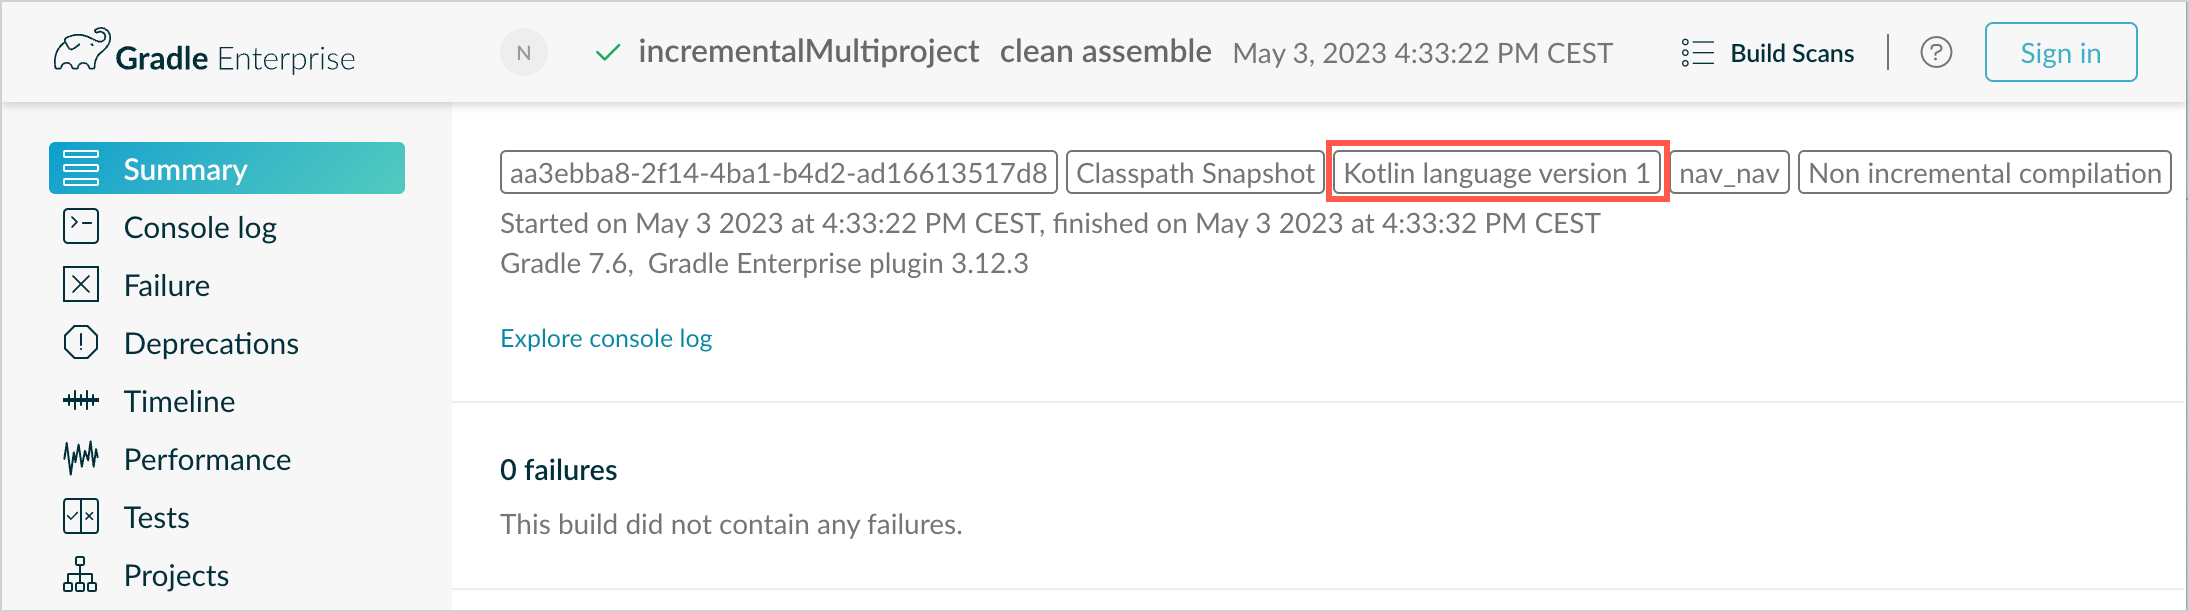 Gradle Enterprise
N
incrementalMultiproject clean assemble May 3, 2023 4:33:22 PM CEST
Build Scans
?
Sign in
Summary
Console log
Failure
Deprecations
Timeline
Performance
Tests
Projects
aa3ebba8-2f14-4ba1-b4d2-ad16613517d8 Classpath Snapshot Kotlin language version 1 nav_nav Non incremental compilation
Started on May 3 2023 at 4:33:22 PM CEST, finished on May 3 2023 at 4:33:32 PM CEST
Gradle 7.6, Gradle Enterprise plugin 3.12.3
Explore console log
0 failures
This build did not contain any failures.